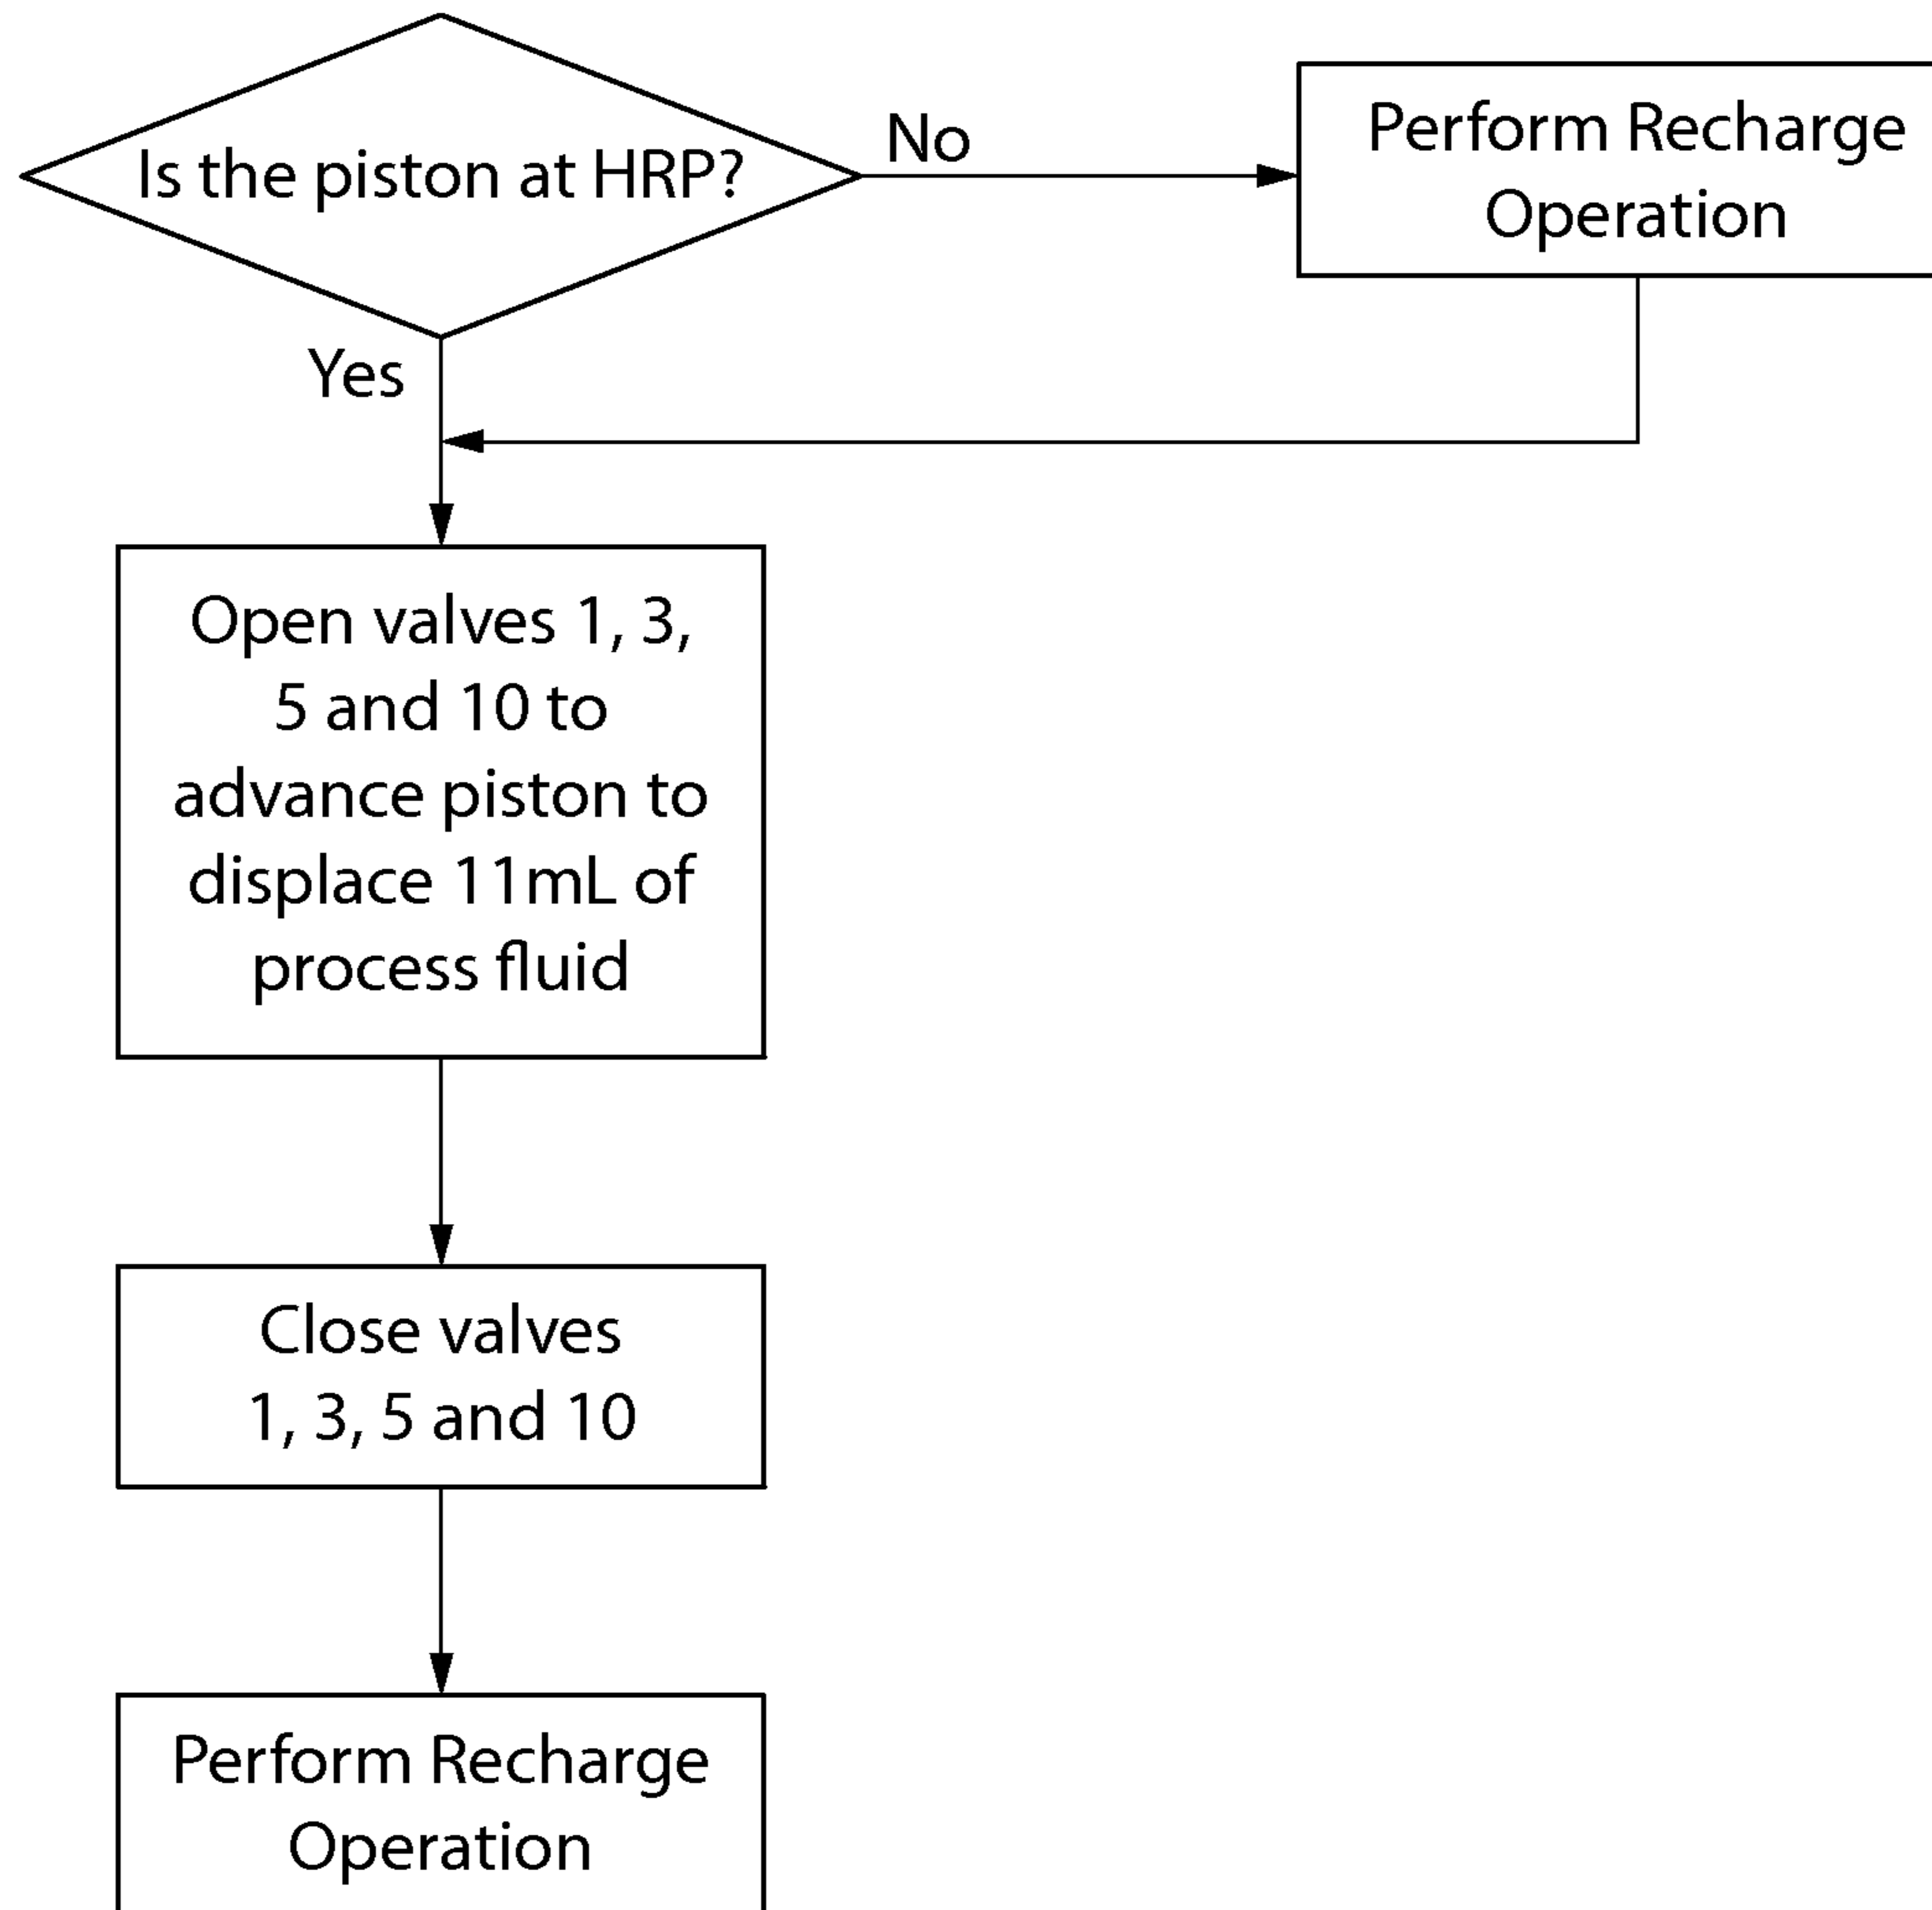 Is the piston at HRP?
No
Perform Recharge
Operation
Yes
Open valves 1, 3,
5 and 10 to
advance piston to
displace 11mL of
process fluid
Close valves
1, 3, 5 and 10
Perform Recharge
Operation